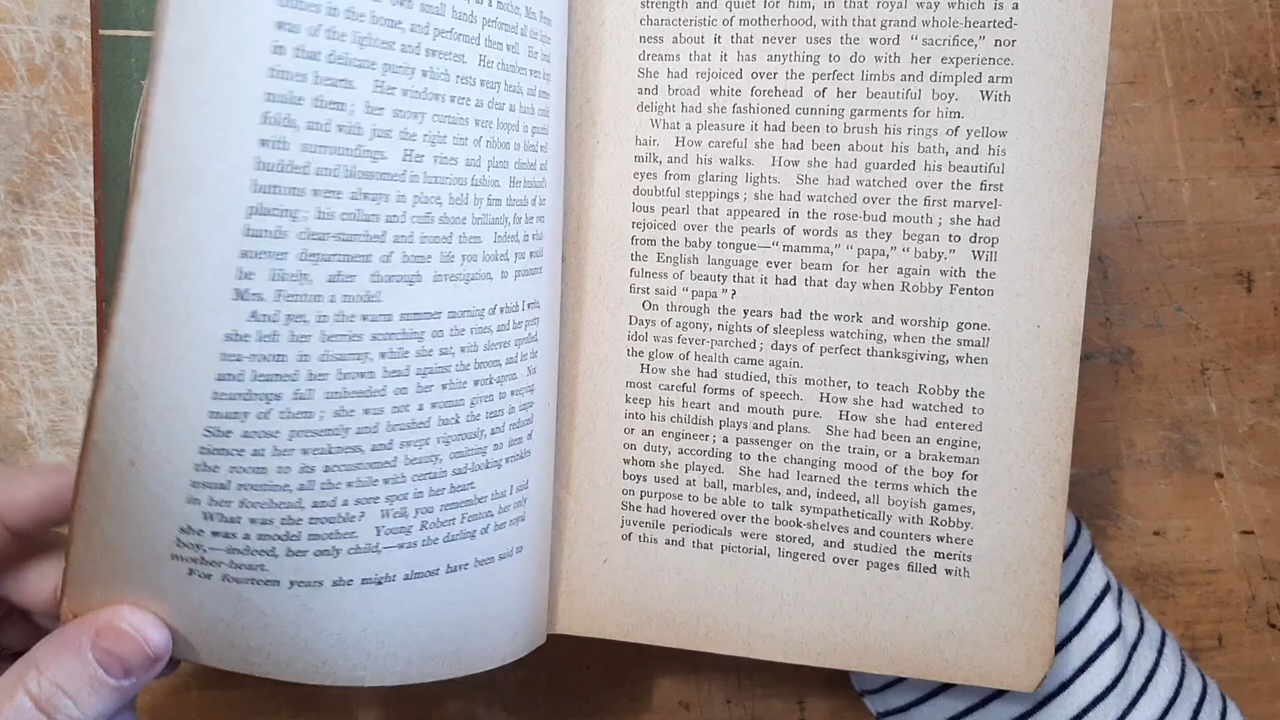 as a mother, Mrs.
own small hands performed all the
duties in the home, and performed them well. Her bread
was of the lightest and sweetest. Her chambers were kept
in that delicate purity which rests weary heads, and some-
times hearts. Her windows were as clear as hands could
make them; her snowy curtains were looped in graceful
folds, and with just the right tint of ribbon to blend well
with surroundings. Her vines and plants climbed and
budded and blossomed in luxurious fashion. Her husband's
buttons were always in place, held by firm threads of her
placing; his collars and cuffs shone brilliantly, for her own
hands clear-starched and ironed them. Indeed, in what-
soever department of home life you looked, you would
be likely, after thorough investigation, to pronounce
Mrs. Fenton a model.
And yet, in the warm summer morning of which I write,
she left her berries scorching on the vines, and her pretty
tea-room in disarray, while she sat, with sleeves uprolled,
and leaned her brown head against the broom, and let the
teardrops fall unheeded on her white work-apron. Not
many of them; she was not a woman given to weeping.
She arose presently and brushed back the tears in impa-
tience at her weakness, and swept vigorously, and reduced
the room to its accustomed beauty, omitting no item of
usual routine, all the while with certain sad-looking wrinkles
in her forehead, and a sore spot in her heart.
What was the trouble? Well, you remember that I said
she was a model mother. Young Robert Fenton, her only
boy,—indeed, her only child,—was the darling of her royal
mother-heart.
For fourteen years she might almost have been said to
strength and quiet for him, in that royal way which is a
characteristic of motherhood, with that grand whole-hearted-
ness about it that never uses the word "sacrifice," nor
dreams that it has anything to do with her experience.
She had rejoiced over the perfect limbs and dimpled arm
and broad white forehead of her beautiful boy. With
delight had she fashioned cunning garments for him.
What a pleasure it had been to brush his rings of yellow
hair. How careful she had been about his bath, and his
milk, and his walks. How she had guarded his beautiful
eyes from glaring lights. She had watched over the first
doubtful steppings; she had watched over the first marvel-
lous pearl that appeared in the rose-bud mouth; she had
rejoiced over the pearls of words as they began to drop
from the baby tongue—"mamma," "papa," "baby." Will
the English language ever beam for her again with the
fulness of beauty that it had that day when Robby Fenton
first said "papa"?
On through the years had the work and worship gone.
Days of agony, nights of sleepless watching, when the small
idol was fever-parched; days of perfect thanksgiving, when
the glow of health came again.
How she had studied, this mother, to teach Robby the
most careful forms of speech. How she had watched to
keep his heart and mouth pure. How she had entered
into his childish plays and plans. She had been an engine,
or an engineer; a passenger on the train, or a brakeman
on duty, according to the changing mood of the boy for
whom she played. She had learned the terms which the
boys used at ball, marbles, and, indeed, all boyish games,
on purpose to be able to talk sympathetically with Robby.
She had hovered over the book-shelves and counters where
juvenile periodicals were stored, and studied the merits
of this and that pictorial, lingered over pages filled with